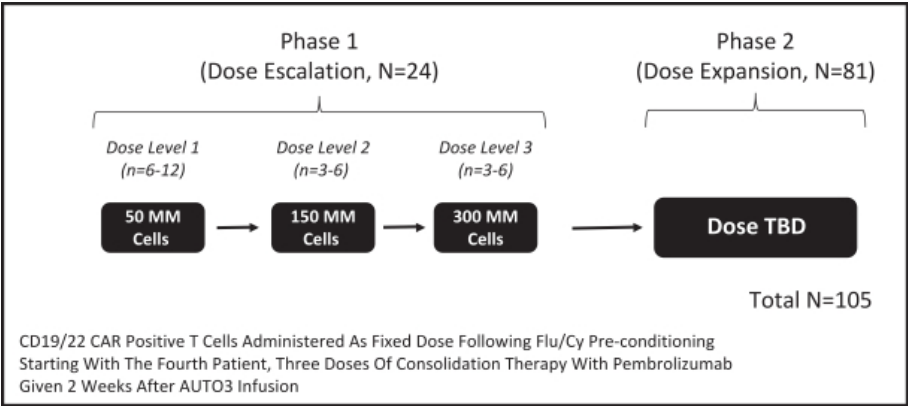 Phase 1
(Dose Escalation, N=24)
Phase 2
(Dose Expansion, N=81)
Dose Level 1
(n=6-12)
Dose Level 2
(n=3-6)
Dose Level 3
(n=3-6)
50 MM
Cells
150 MM
Cells
300 MM
Cells
Dose TBD
Total N=105
CD19/22 CAR Positive T Cells Administered As Fixed Dose Following Flu/Cy Pre-conditioning
Starting With The Fourth Patient, Three Doses Of Consolidation Therapy With Pembrolizumab
Given 2 Weeks After AUTO3 Infusion